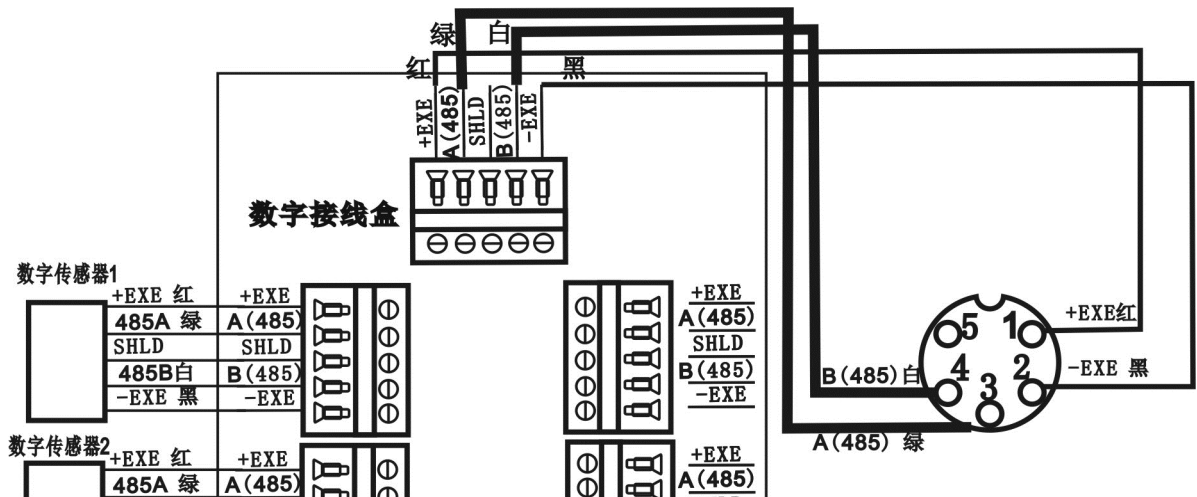 绿 白
红 黑
+EXE
A(485)
SHLD
B(485)
-EXE
数字接线盒
数字传感器1
+EXE 红 +EXE
485A 绿 A(485)
SHLD SHLD
485B白 B(485)
-EXE 黑 -EXE
+EXE
A(485)
SHLD
B(485)
-EXE
5 1
4 2
3
+EXE红
-EXE 黑
B(485)白
A(485) 绿
数字传感器2
+EXE 红 +EXE
485A 绿 A(485)
+EXE
A(485)